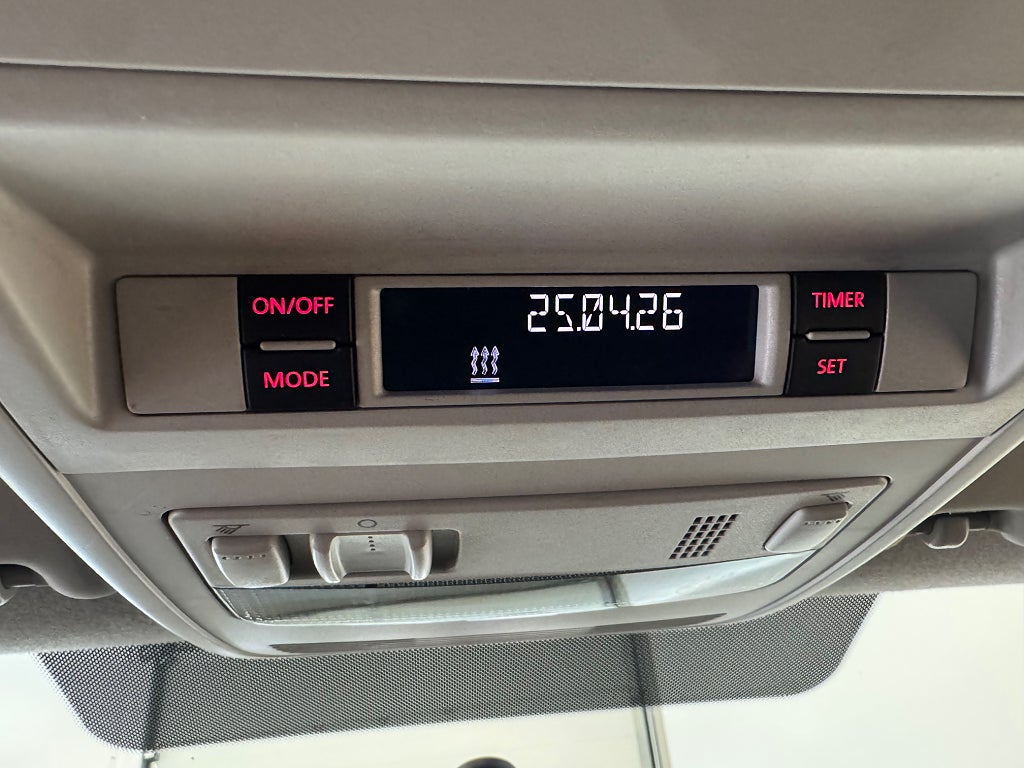 ON/OFF
MODE
25.04.26
TIMER
SET